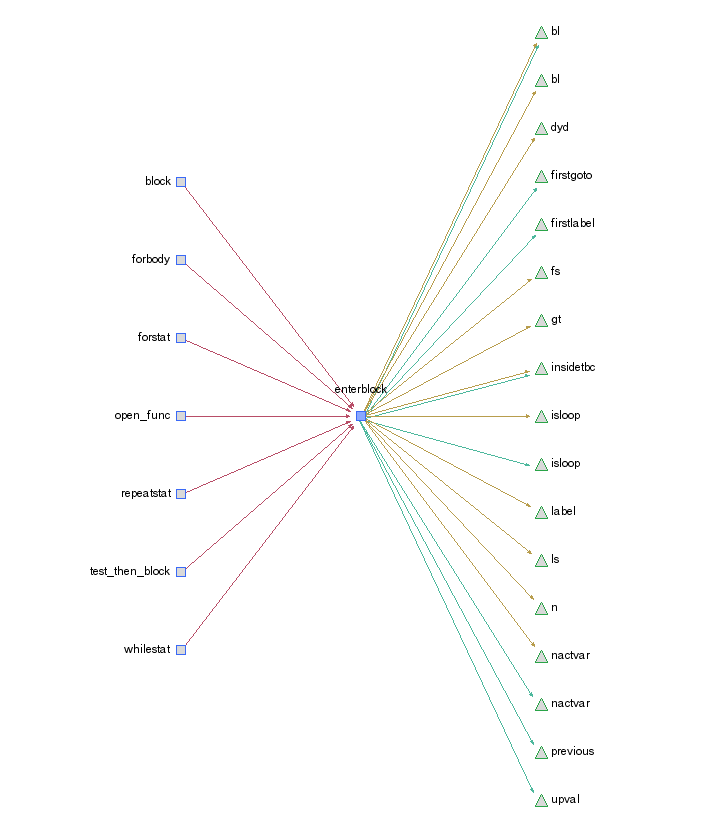 block
forbody
forstat
open_func
repeatstat
test_then_block
whilestat
enterblock
bl
bl
dyd
firstgoto
firstlabel
fs
gt
insidetbc
isloop
isloop
label
ls
n
nactvar
nactvar
previous
upval